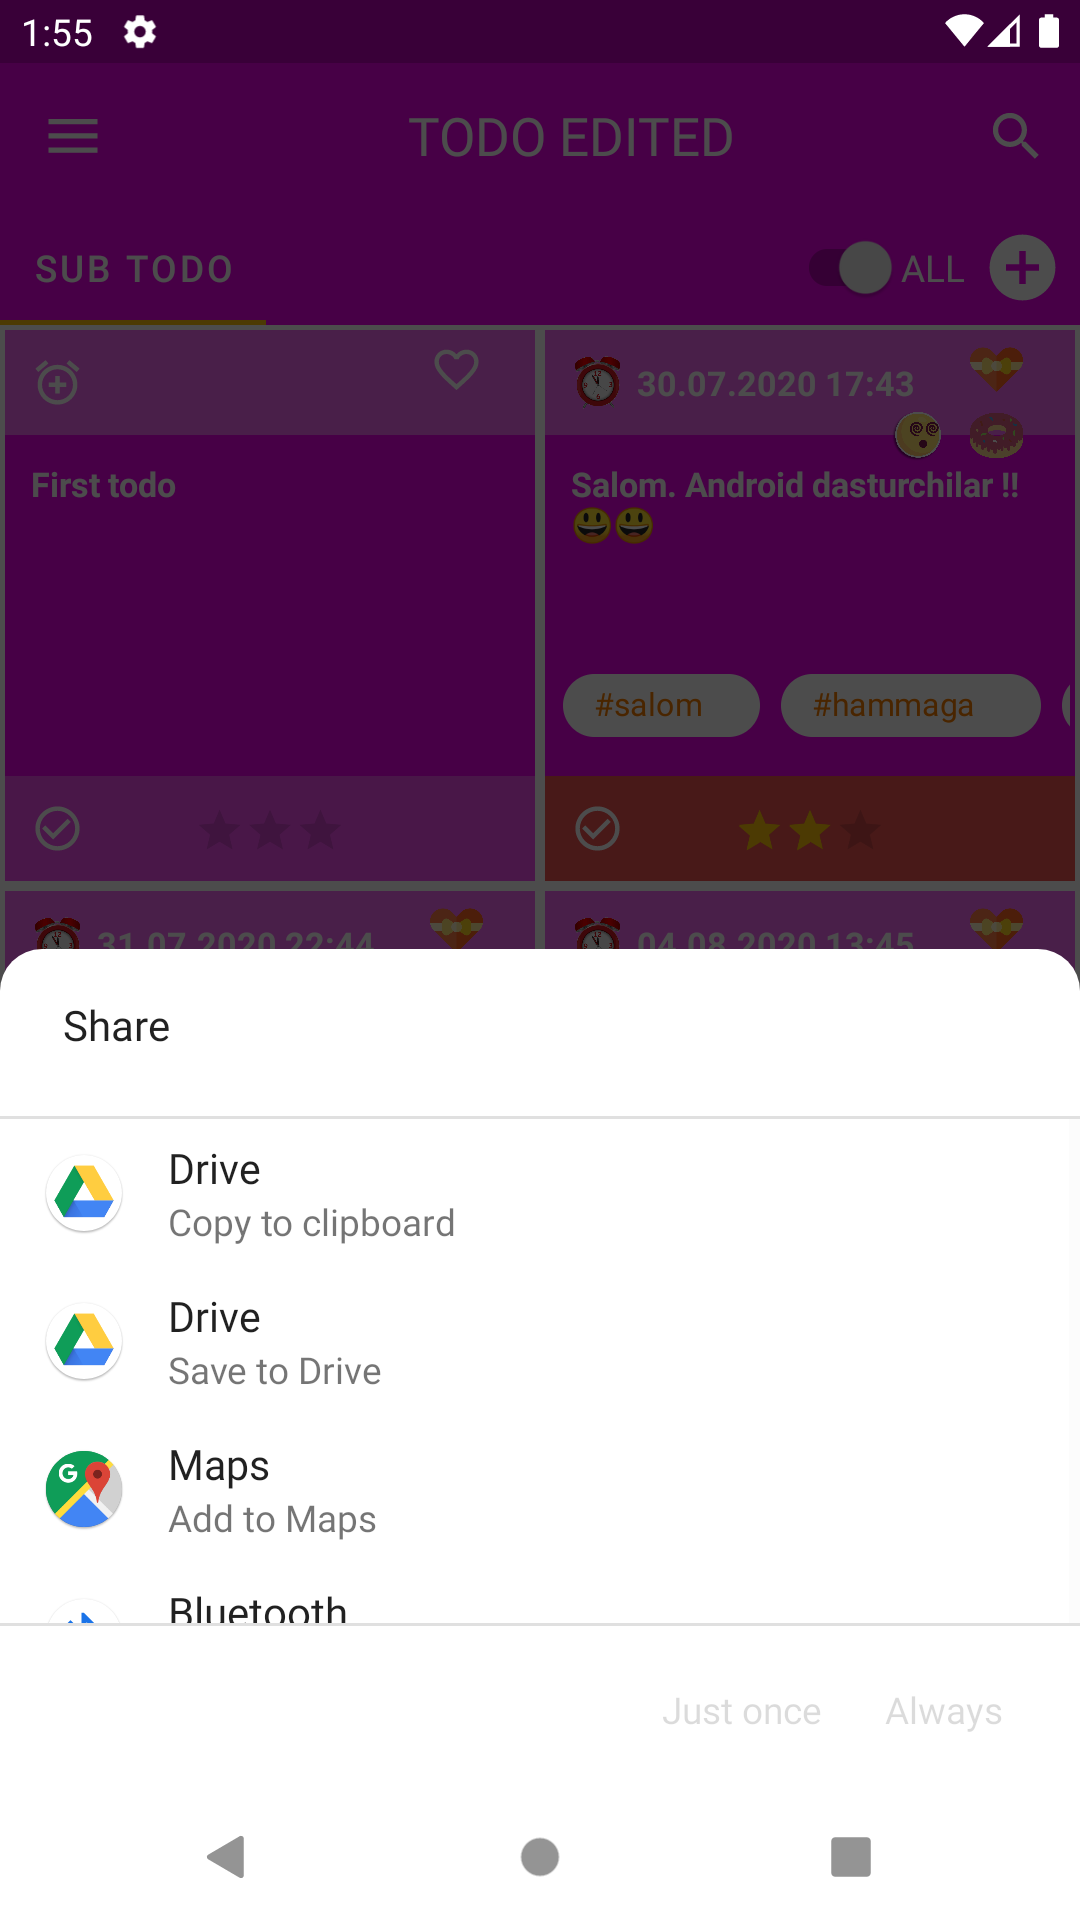 1:55
TODO EDITED
SUB TODO
ALL
30.07.2020 17:43
First todo
Salom. Android dasturchilar !!
😃😃
#salom
#hammaga
31.07.2020 22:44
04.08.2020 13:45
Share
Drive
Copy to clipboard
Drive
Save to Drive
Maps
Add to Maps
Bluetooth
Just once
Always